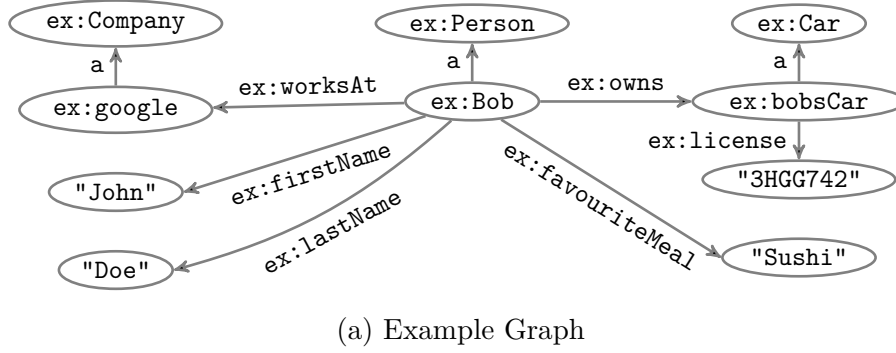 ex:Company ex:Person ex:Car
a a a
ex:worksAt ex:owns
ex:google ex:Bob ex:bobsCar
ex:license
"John" ex:firstName ex:favouriteMeal "3HGG742"
ex:lastName
"Doe" "Sushi"
(a) Example Graph